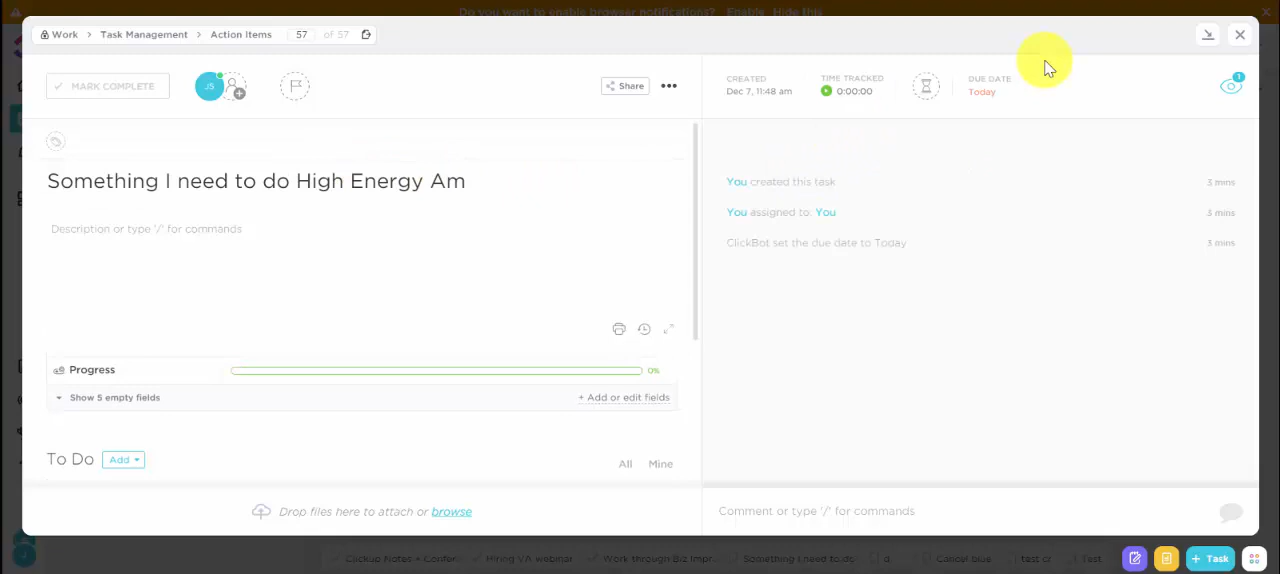 Do you want to enable browser notifications? Enable Hide this
Work > Task Management > Action Items 57 of 57
MARK COMPLETE
JS
Share
CREATED
Dec 7, 11:48 am
TIME TRACKED
0:00:00
DUE DATE
Today
1
Something I need to do High Energy Am
Description or type '/' for commands
You created this task 3 mins
You assigned to: You 3 mins
ClickBot set the due date to Today 3 mins
Progress 0%
Show 5 empty fields + Add or edit fields
To Do Add All Mine
Drop files here to attach or browse
Comment or type '/' for commands
ClickUp Notes + Confer Hiring VA webinar Work through Biz Impr Something I need to do d Cancel blue Test
J
+ Task